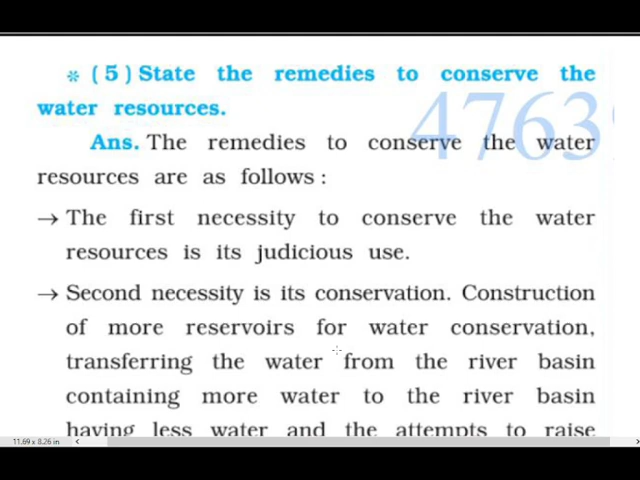 * (5) State the remedies to conserve the
water resources.
Ans. The remedies to conserve the water
resources are as follows :
→ The first necessity to conserve the water
resources is its judicious use.
→ Second necessity is its conservation. Construction
of more reservoirs for water conservation,
transferring the water from the river basin
containing more water to the river basin
having less water and the attempts to raise
47639
11.69 x 8.26 in